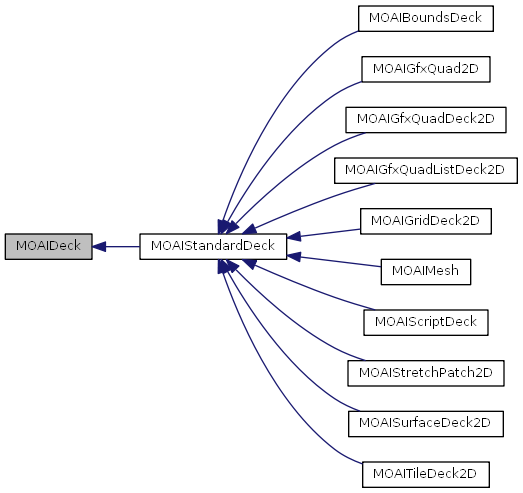 MOAIDeck
MOAIStandardDeck
MOAIBoundsDeck
MOAIGfxQuad2D
MOAIGfxQuadDeck2D
MOAIGfxQuadListDeck2D
MOAIGridDeck2D
MOAIMesh
MOAIScriptDeck
MOAIStretchPatch2D
MOAISurfaceDeck2D
MOAITileDeck2D